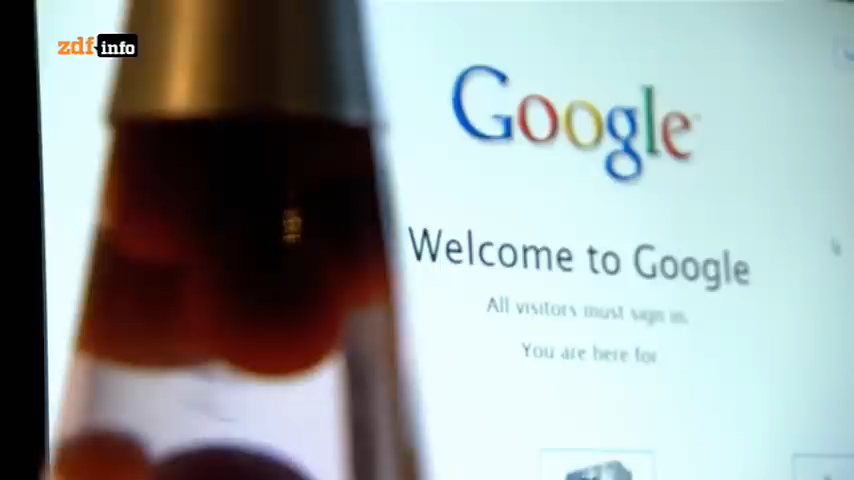 zdf info
Google
Welcome to Google
All visitors must sign in.
You are here for